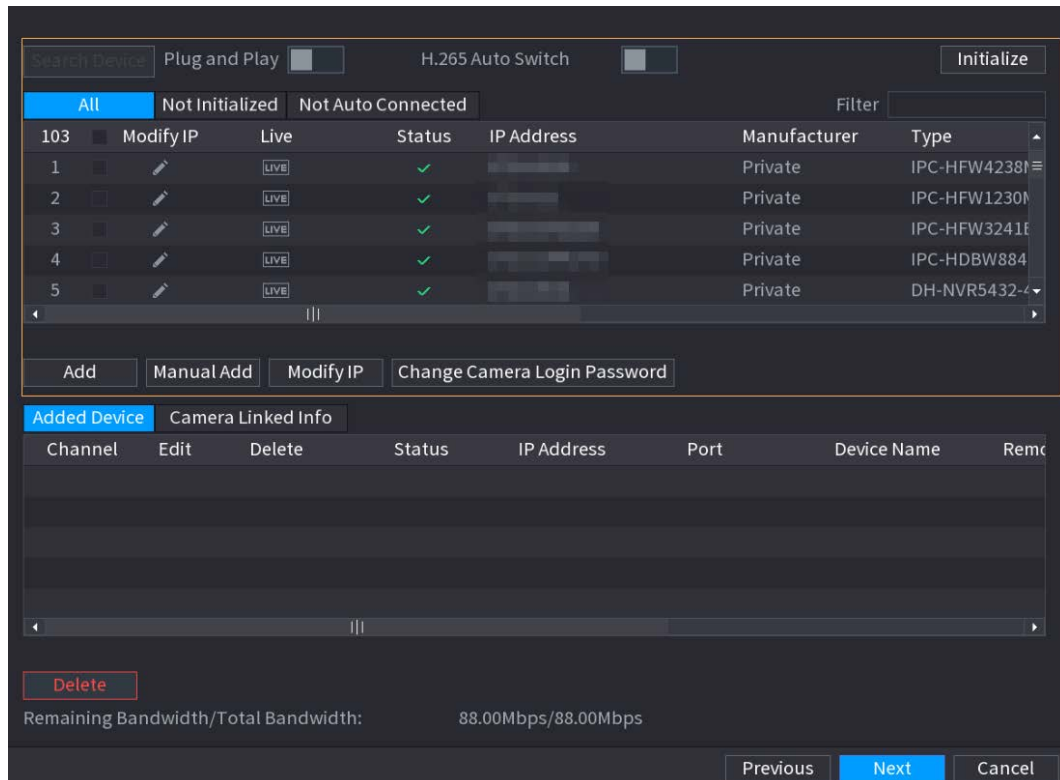 Search Device Plug and Play H.265 Auto Switch Initialize
All Not Initialized Not Auto Connected Filter
103 Modify IP Live Status IP Address Manufacturer Type
1 LIVE Private IPC-HFW4238
2 LIVE Private IPC-HFW1230
3 LIVE Private IPC-HFW3241
4 LIVE Private IPC-HDBW884
5 LIVE Private DH-NVR5432-4
Add Manual Add Modify IP Change Camera Login Password
Added Device Camera Linked Info
Channel Edit Delete Status IP Address Port Device Name Remo
Delete
Remaining Bandwidth/Total Bandwidth: 88.00Mbps/88.00Mbps
Previous Next Cancel